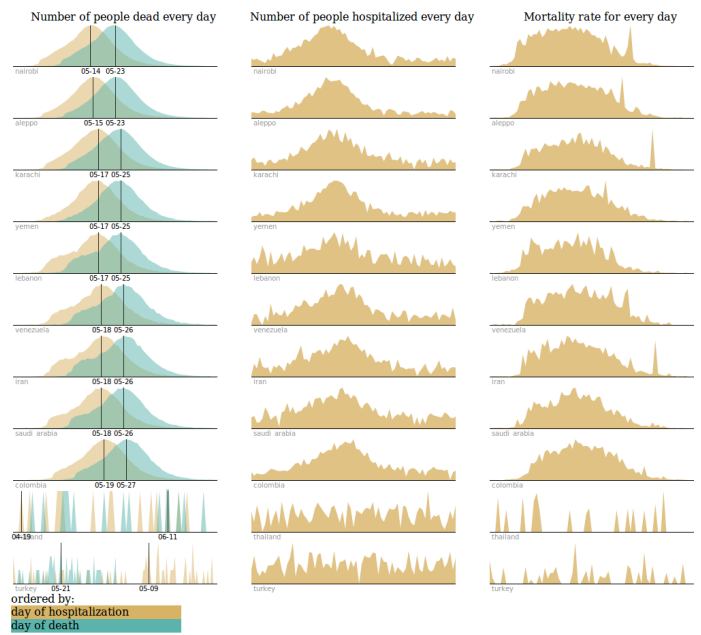 Number of people dead every day
Number of people hospitalized every day
Mortality rate for every day
nairobi 05-14 05-23
nairobi
nairobi
aleppo 05-15 05-23
aleppo
aleppo
karachi 05-17 05-25
karachi
karachi
yemen 05-17 05-25
yemen
yemen
lebanon 05-17 05-25
lebanon
lebanon
venezuela 05-18 05-26
venezuela
venezuela
iran 05-18 05-26
iran
iran
saudi arabia 05-18 05-26
saudi arabia
saudi arabia
colombia 05-19 05-27
colombia
colombia
04-19 06-11
thailand
thailand
turkey 05-21 05-09
turkey
turkey
ordered by:
day of hospitalization
day of death